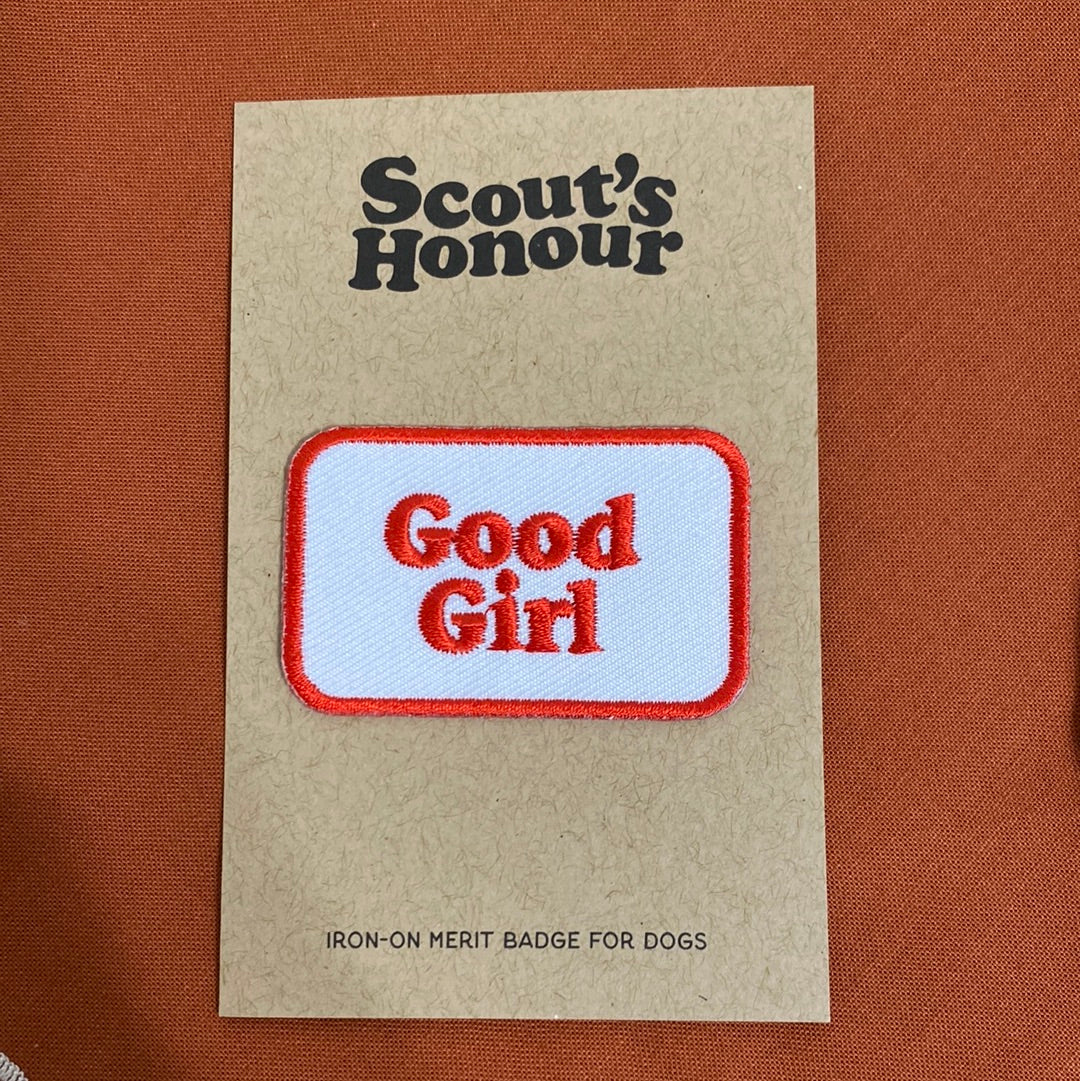 Scout's
Honour
Good
Girl
IRON-ON MERIT BADGE FOR DOGS